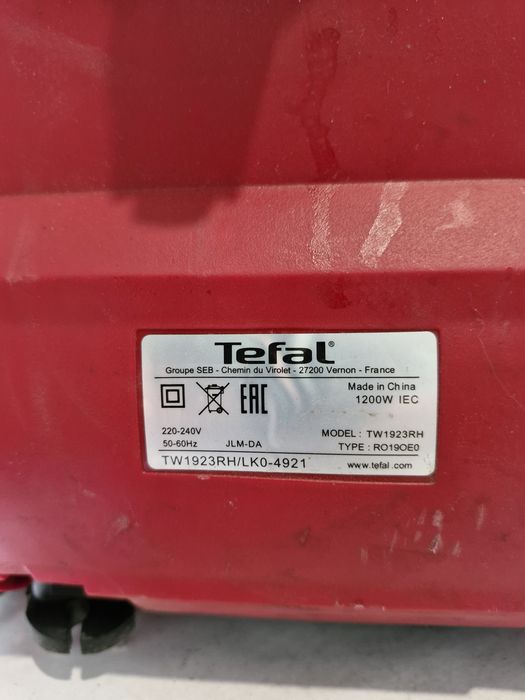 Tefal®
Groupe SEB - Chemin du Virolet - 27200 Vernon - France
EAC
Made in China
1200W IEC
220-240V
50-60Hz
JLM-DA
MODEL : TW1923RH
TYPE : RO19OE0
TW1923RH/LK0-4921
www.tefal.com